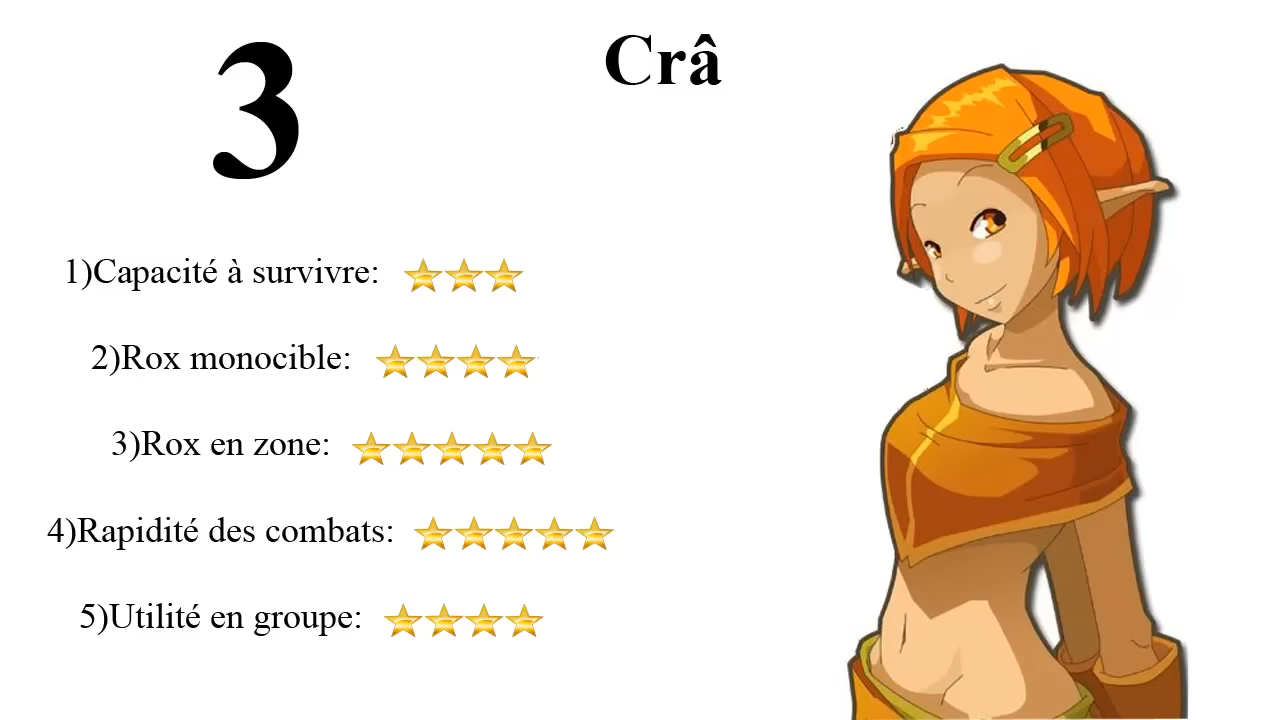 3
Crâ
1)Capacité à survivre:
2)Rox monocible:
3)Rox en zone:
4)Rapidité des combats:
5)Utilité en groupe: